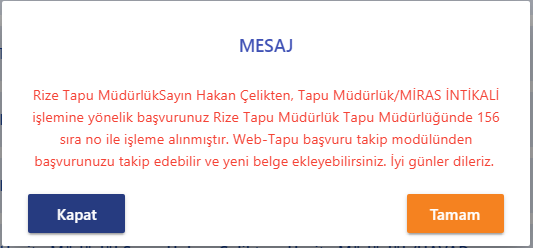 MESAJ
Rize Tapu MüdürlükSayın Hakan Çelikten, Tapu Müdürlük/MİRAS İNTİKALİ
işlemine yönelik başvurunuz Rize Tapu Müdürlük Tapu Müdürlüğünde 156
sıra no ile işleme alınmıştır. Web-Tapu başvuru takip modülünden
başvurunuzu takip edebilir ve yeni belge ekleyebilirsiniz. İyi günler dileriz.
Kapat
Tamam